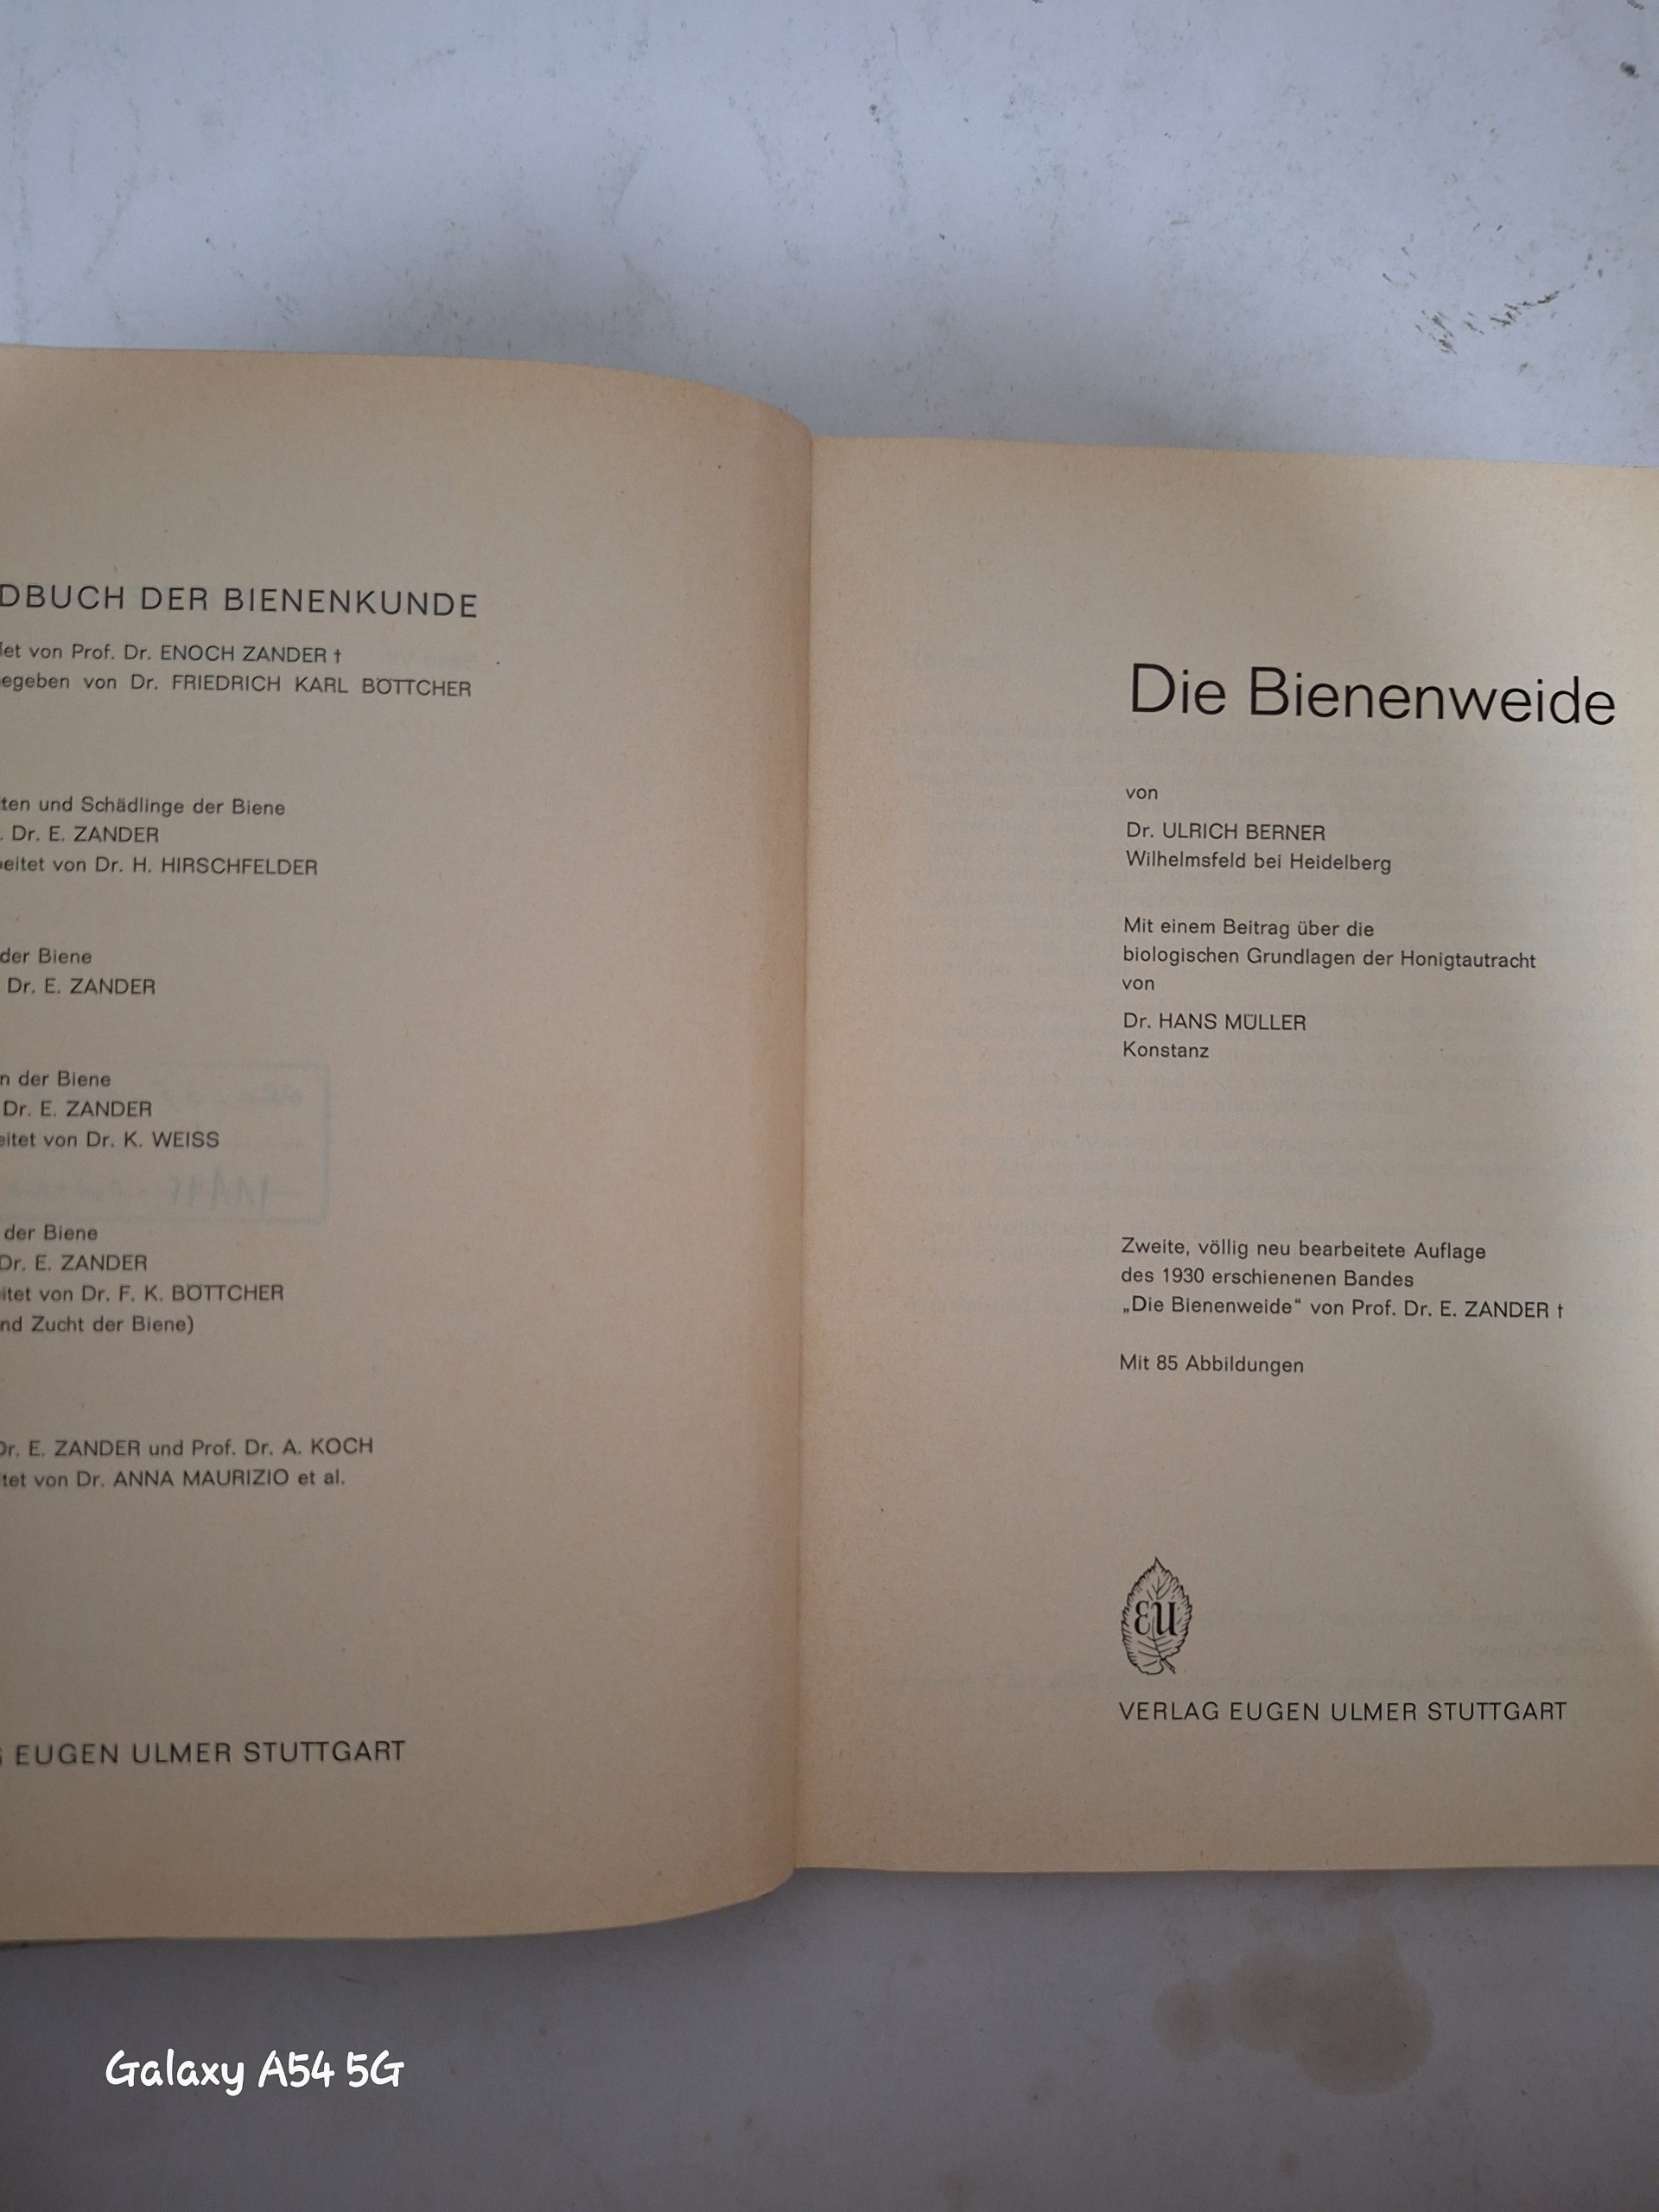 DBUCH DER BIENENKUNDE
et von Prof. Dr. ENOCH ZANDER †
egeben von Dr. FRIEDRICH KARL BÖTTCHER
ten und Schädlinge der Biene
. Dr. E. ZANDER
eitet von Dr. H. HIRSCHFELDER
der Biene
Dr. E. ZANDER
n der Biene
Dr. E. ZANDER
eitet von Dr. K. WEISS
der Biene
Dr. E. ZANDER
itet von Dr. F. K. BÖTTCHER
nd Zucht der Biene)
Dr. E. ZANDER und Prof. Dr. A. KOCH
tet von Dr. ANNA MAURIZIO et al.
G EUGEN ULMER STUTTGART
Die Bienenweide
von
Dr. ULRICH BERNER
Wilhelmsfeld bei Heidelberg
Mit einem Beitrag über die
biologischen Grundlagen der Honigtautracht
von
Dr. HANS MÜLLER
Konstanz
Zweite, völlig neu bearbeitete Auflage
des 1930 erschienenen Bandes
„Die Bienenweide“ von Prof. Dr. E. ZANDER †
Mit 85 Abbildungen
EU
VERLAG EUGEN ULMER STUTTGART
Galaxy A54 5G